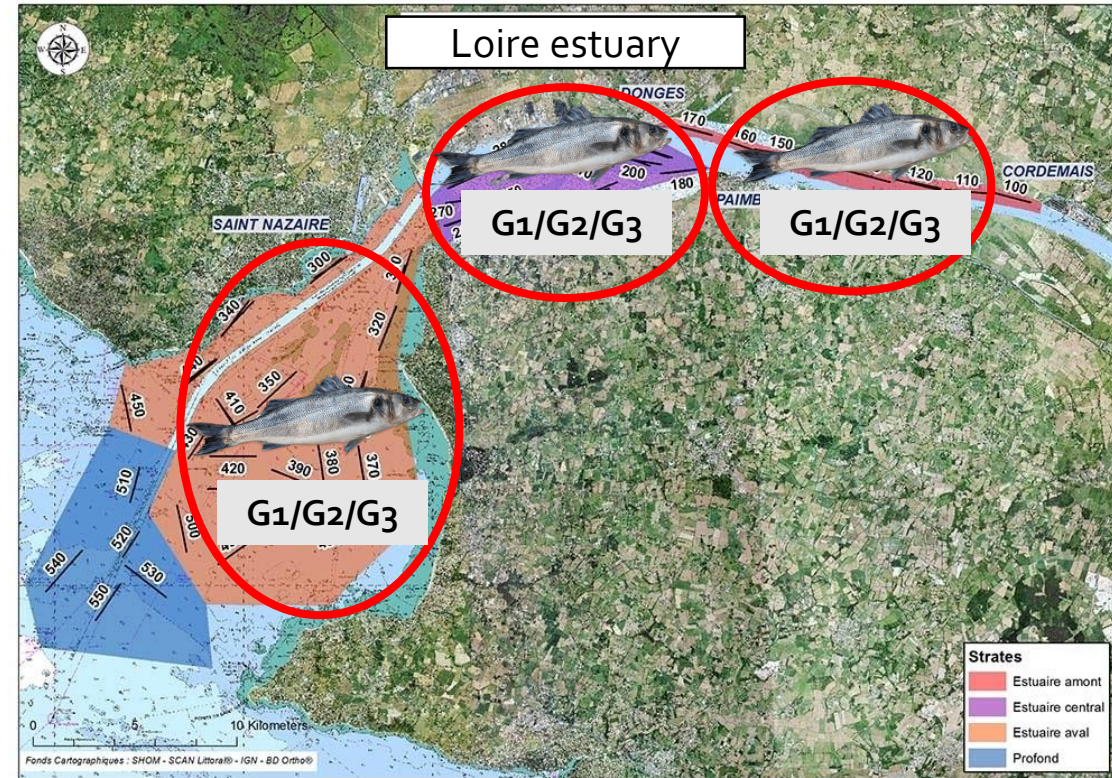 Loire estuary
N
W E
S
DONGES
170
160
150
120
110
100
CORDEMAIS
200
180
PAIMB
270
G1/G2/G3
G1/G2/G3
SAINT NAZAIRE
300
340
320
350
410
450
420
390
380
370
G1/G2/G3
510
500
520
540
530
550
Strates
Estuaire amont
Estuaire central
Estuaire aval
Profond
0 5 10 Kilometers
Fonds Cartographiques : SHOM - SCAN Littoral® - IGN - BD Ortho®